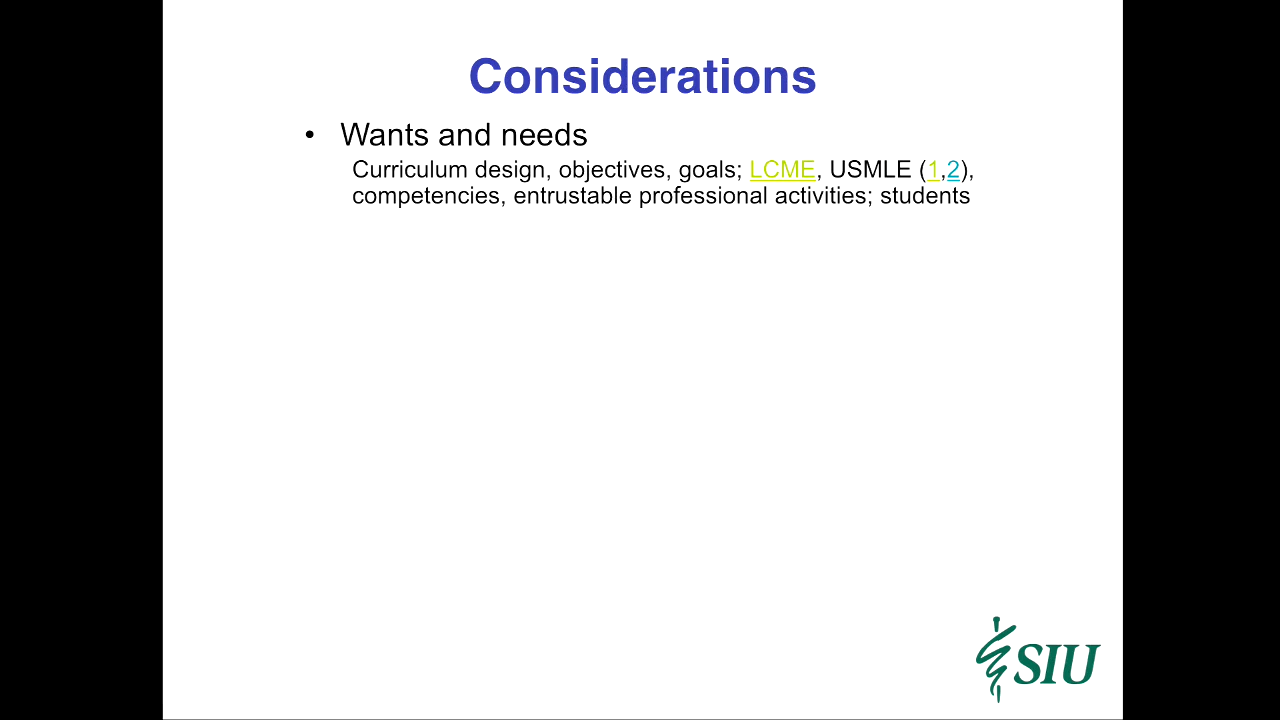 Considerations
• Wants and needs
Curriculum design, objectives, goals; LCME, USMLE (1,2),
competencies, entrustable professional activities; students
SIU